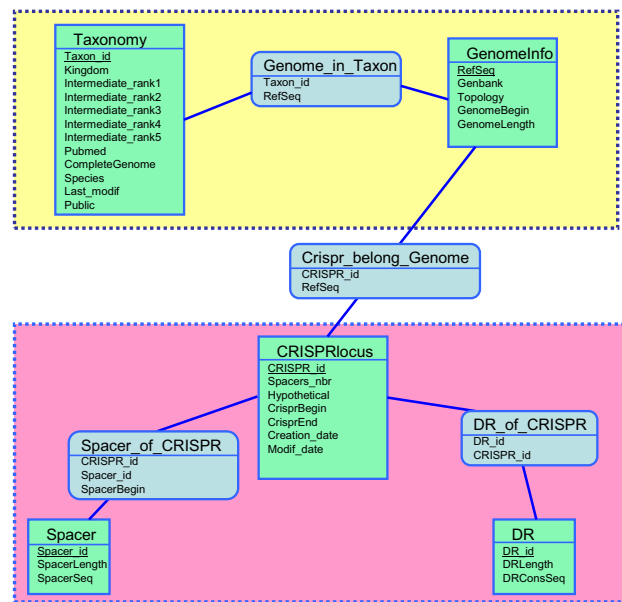 Taxonomy
Taxon_id
Kingdom
Intermediate_rank1
Intermediate_rank2
Intermediate_rank3
Intermediate_rank4
Intermediate_rank5
Pubmed
CompleteGenome
Species
Last_modif
Public
Genome_in_Taxon
Taxon_id
RefSeq
GenomeInfo
RefSeq
Genbank
Topology
GenomeBegin
GenomeLength
Crispr_belong_Genome
CRISPR_id
RefSeq
CRISPRlocus
CRISPR_id
Spacers_nbr
Hypothetical
CrisprBegin
CrisprEnd
Creation_date
Modif_date
Spacer_of_CRISPR
CRISPR_id
Spacer_id
SpacerBegin
DR_of_CRISPR
DR_id
CRISPR_id
Spacer
Spacer_id
SpacerLength
SpacerSeq
DR
DR_id
DRLength
DRConsSeq